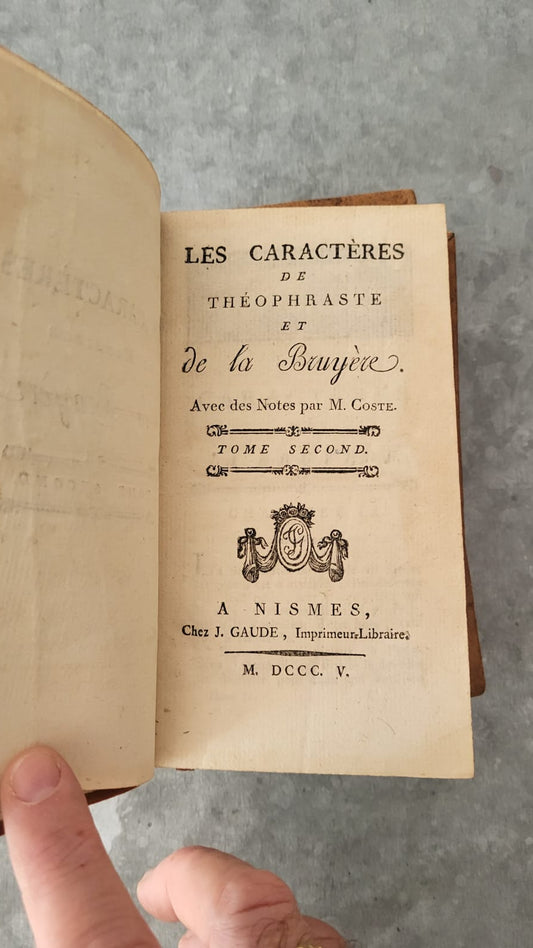 LES CARACTÈRES
DE
THÉOPHRASTE
ET
de la Bruyère.
Avec des Notes par M. COSTE.
TOME SECOND.
A NISMES,
Chez J. GAUDE, Imprimeur-Libraire.
M. DCCC. V.